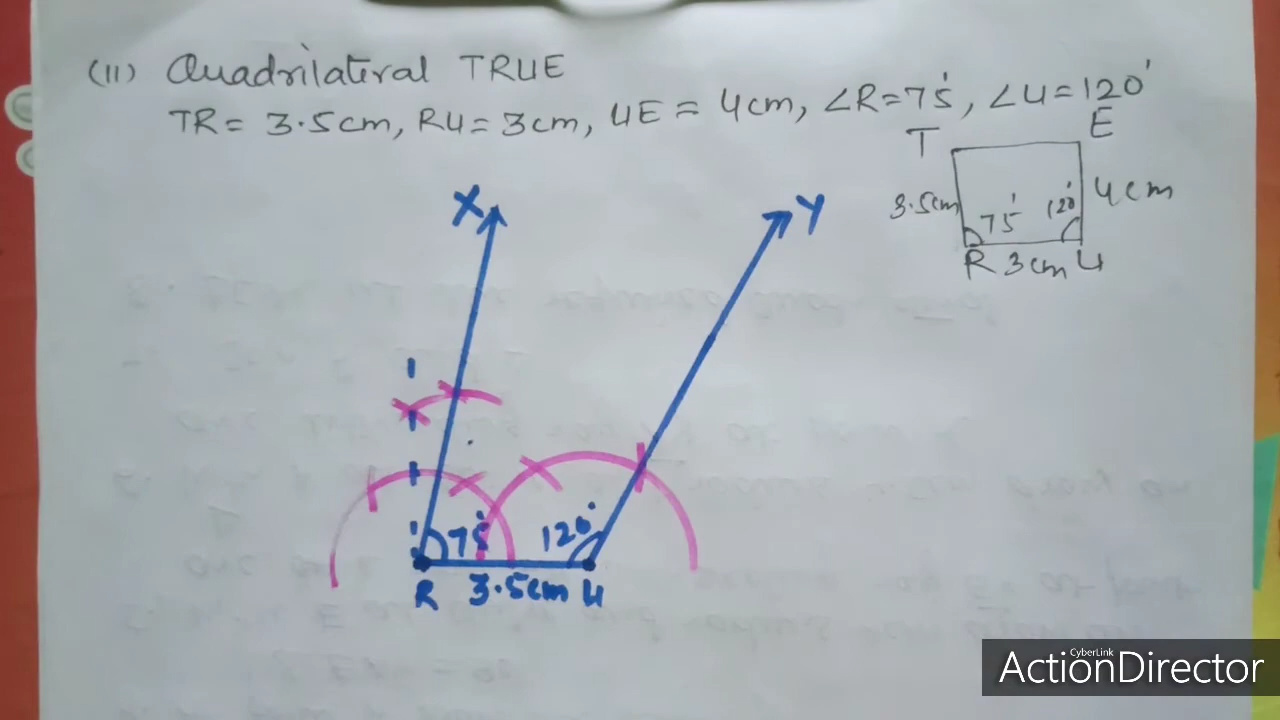 (11) Quadrilateral TRUE
TR = 3.5cm, RU = 3cm, UE = 4cm, ∠R=75°, ∠U=120°
T E
3.5cm 75° 120° 4cm
R 3cm U
X Y
75° 120°
R 3.5cm U
CyberLink
ActionDirector